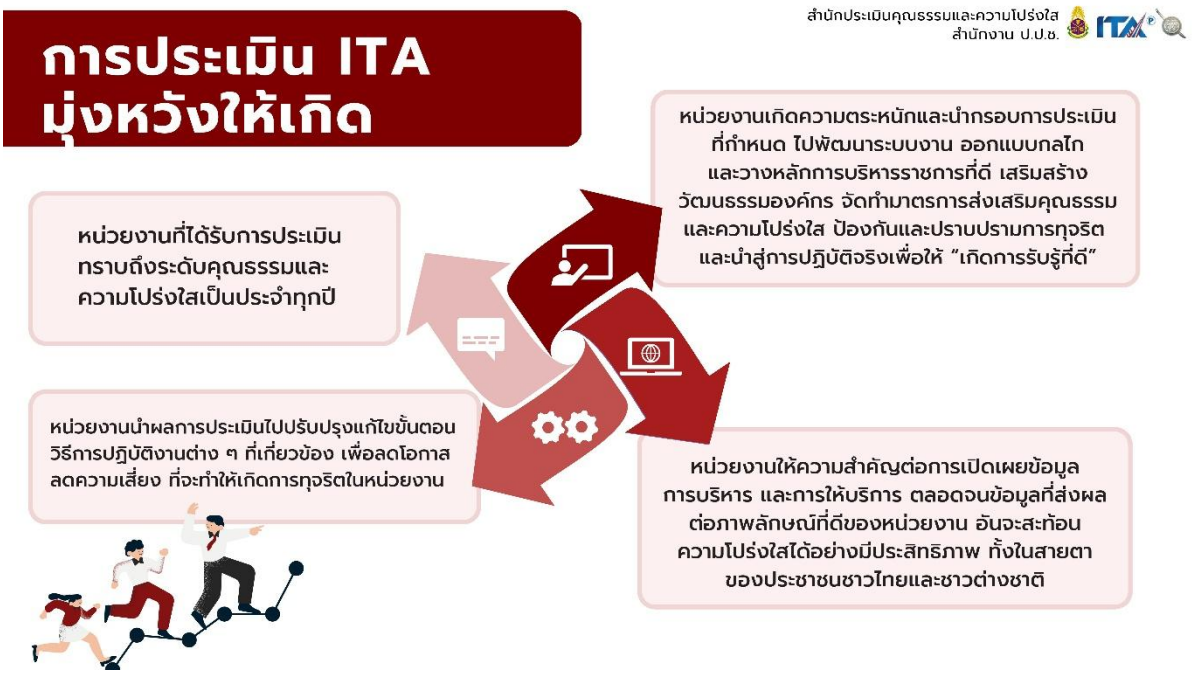 สำนักประเมินคุณธรรมและความโปร่งใส
สำนักงาน ป.ป.ช.
ITA
P
การประเมิน ITA
มุ่งหวังให้เกิด
หน่วยงานเกิดความตระหนักและนำกรอบการประเมิน
ที่กำหนด ไปพัฒนาระบบงาน ออกแบบกลไก
และวางหลักการบริหารราชการที่ดี เสริมสร้าง
วัฒนธรรมองค์กร จัดทำมาตรการส่งเสริมคุณธรรม
และความโปร่งใส ป้องกันและปราบปรามการทุจริต
และนำสู่การปฏิบัติจริงเพื่อให้ “เกิดการรับรู้ที่ดี”
หน่วยงานที่ได้รับการประเมิน
ทราบถึงระดับคุณธรรมและ
ความโปร่งใสเป็นประจำทุกปี
หน่วยงานนำผลการประเมินไปปรับปรุงแก้ไขขั้นตอน
วิธีการปฏิบัติงานต่าง ๆ ที่เกี่ยวข้อง เพื่อลดโอกาส
ลดความเสี่ยง ที่จะทำให้เกิดการทุจริตในหน่วยงาน
หน่วยงานให้ความสำคัญต่อการเปิดเผยข้อมูล
การบริหาร และการให้บริการ ตลอดจนข้อมูลที่ส่งผล
ต่อภาพลักษณ์ที่ดีของหน่วยงาน อันจะสะท้อน
ความโปร่งใสได้อย่างมีประสิทธิภาพ ทั้งในสายตา
ของประชาชนชาวไทยและชาวต่างชาติ